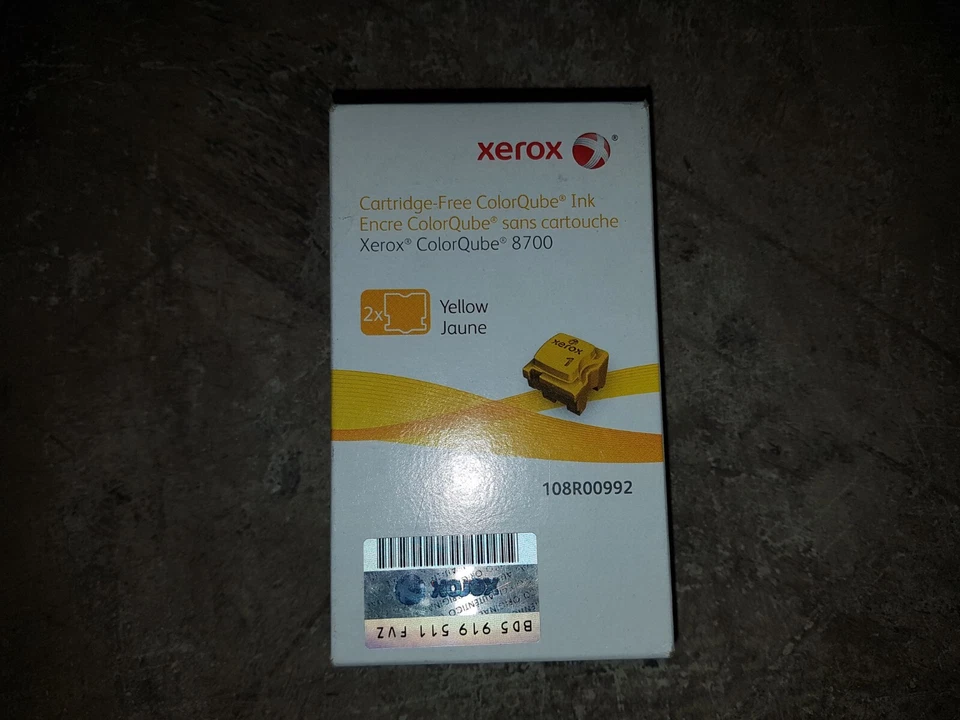 xerox ®
Cartridge-Free ColorQube® Ink
Encre ColorQube® sans cartouche
Xerox® ColorQube® 8700
2x
Yellow
Jaune
xerox
1
108R00992
xerox
BD5 919 511 FVZ